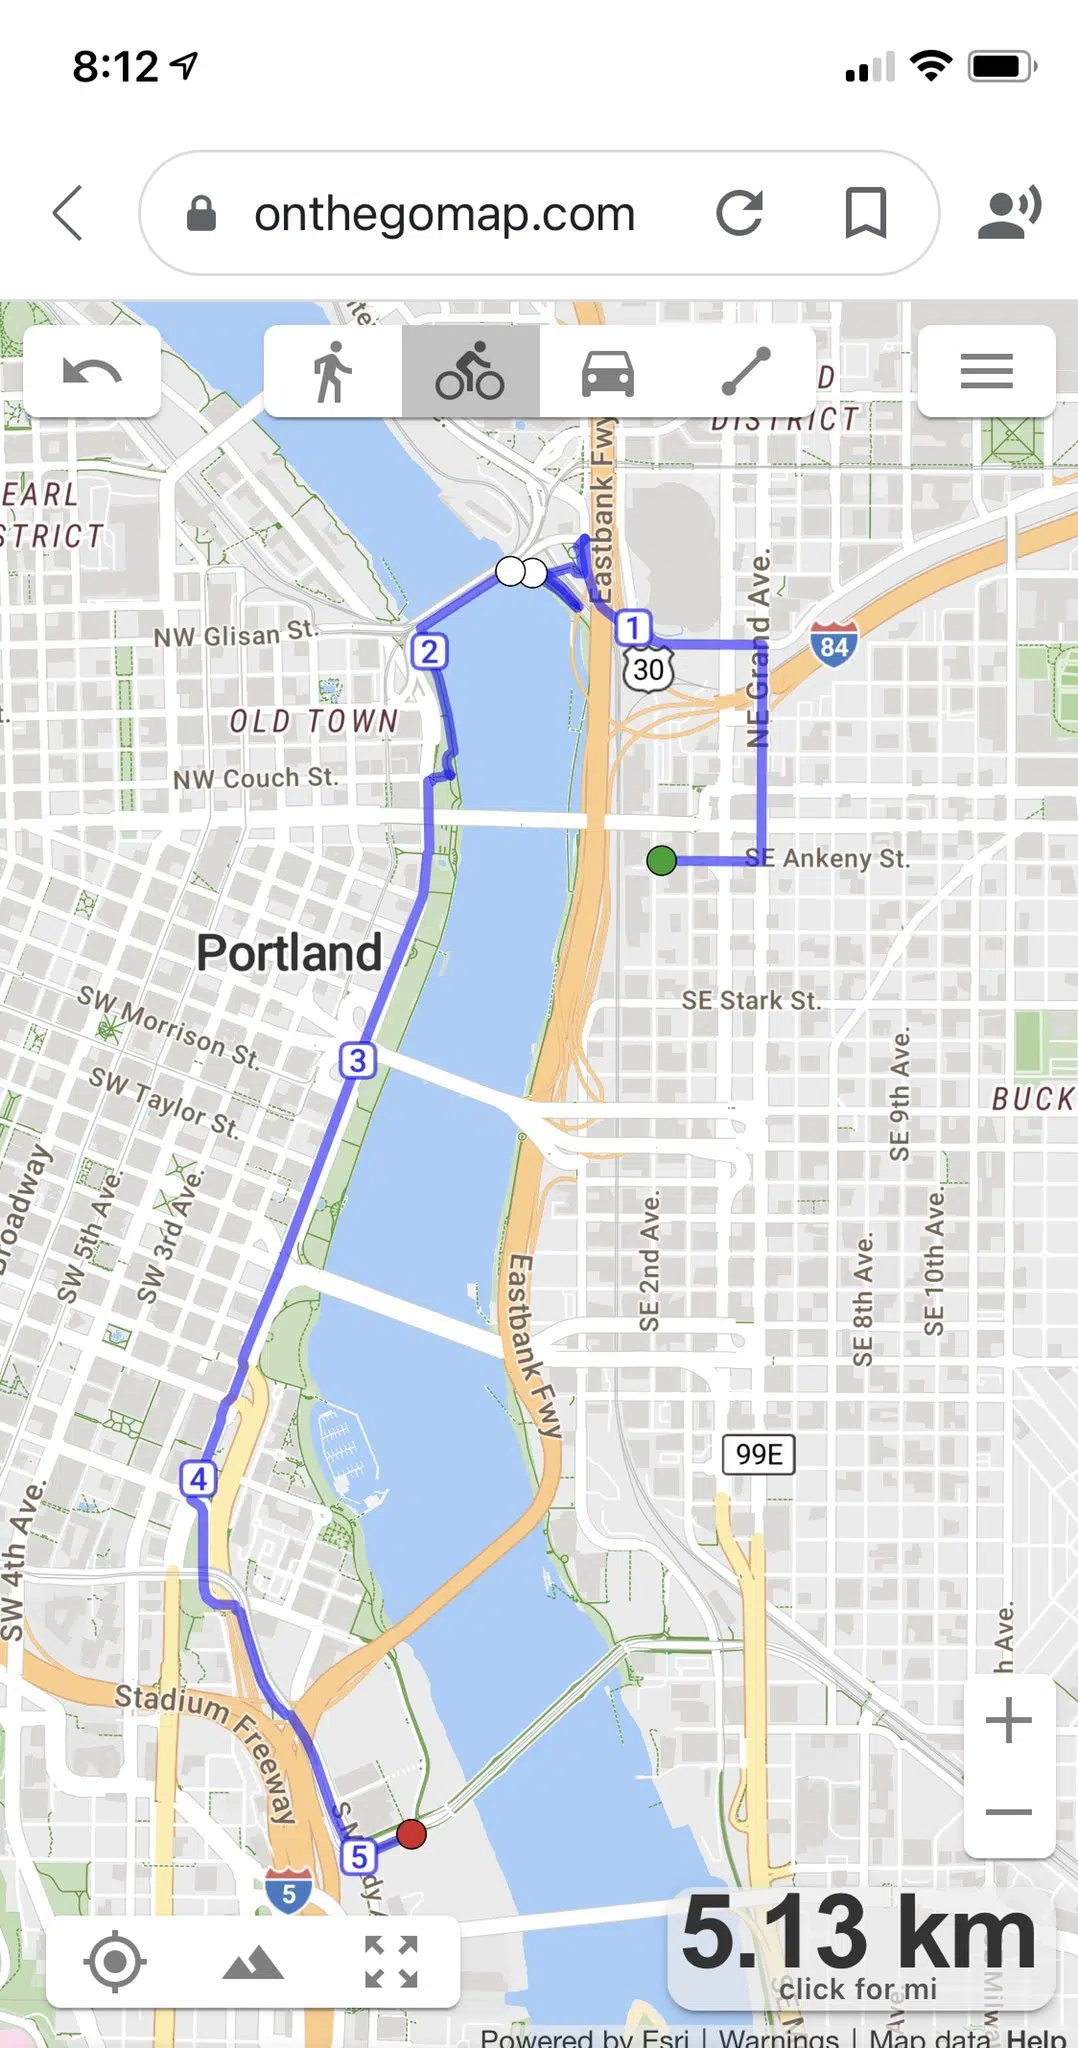 8:12
onthegomap.com
D
DISTRICT
EARL
STRICT
Eastbank Fwy
NE Grand Ave.
1
30
84
NW Glisan St.
2
OLD TOWN
NW Couch St.
SE Ankeny St.
Portland
SE Stark St.
SW Morrison St.
3
SW Taylor St.
SE 9th Ave.
BUCK
Broadway
SW 5th Ave.
SW 3rd Ave.
SE 2nd Ave.
SE 8th Ave.
SE 10th Ave.
Eastbank Fwy
99E
4
SW 4th Ave.
h Ave.
Stadium Freeway
5
5
5.13 km
click for mi
Powered by Esri | Warnings | Map data Help